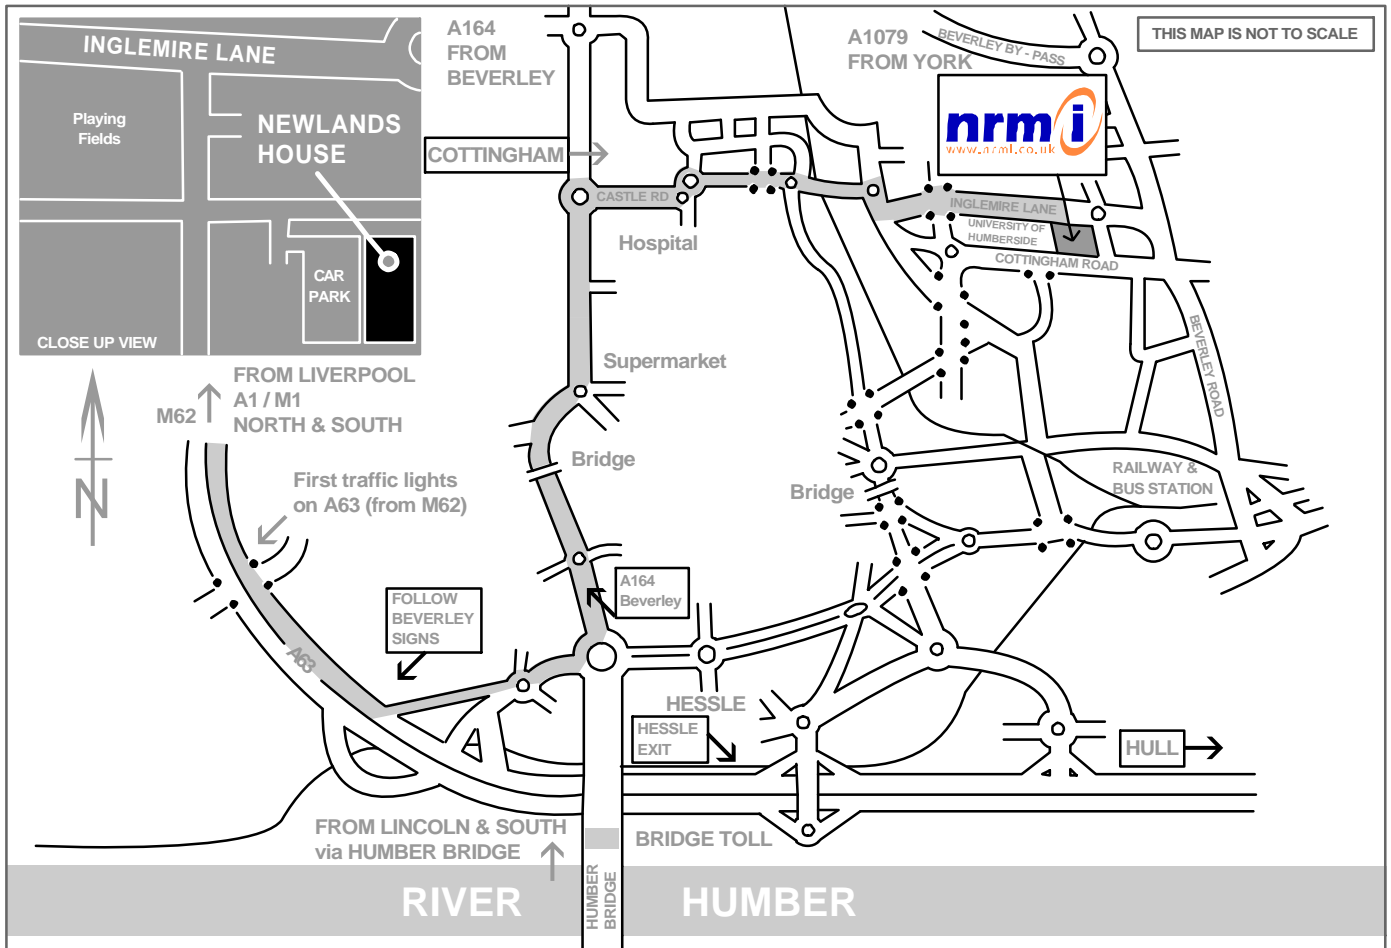 INGLEMIRE LANE
Playing
Fields
NEWLANDS
HOUSE
CAR
PARK
CLOSE UP VIEW
A164
FROM
BEVERLEY
A1079
FROM YORK
BEVERLEY BY - PASS
THIS MAP IS NOT TO SCALE
nrmi
www.nrml.co.uk
COTTINGHAM
CASTLE RD
Hospital
INGLEMIRE LANE
UNIVERSITY OF
HUMBERSIDE
COTTINGHAM ROAD
BEVERLEY ROAD
Supermarket
M62
FROM LIVERPOOL
A1 / M1
NORTH & SOUTH
N
First traffic lights
on A63 (from M62)
Bridge
Bridge
RAILWAY &
BUS STATION
A164
Beverley
FOLLOW
BEVERLEY
SIGNS
A63
HESSLE
HESSLE
EXIT
HULL
FROM LINCOLN & SOUTH
via HUMBER BRIDGE
BRIDGE TOLL
HUMBER
BRIDGE
RIVER HUMBER